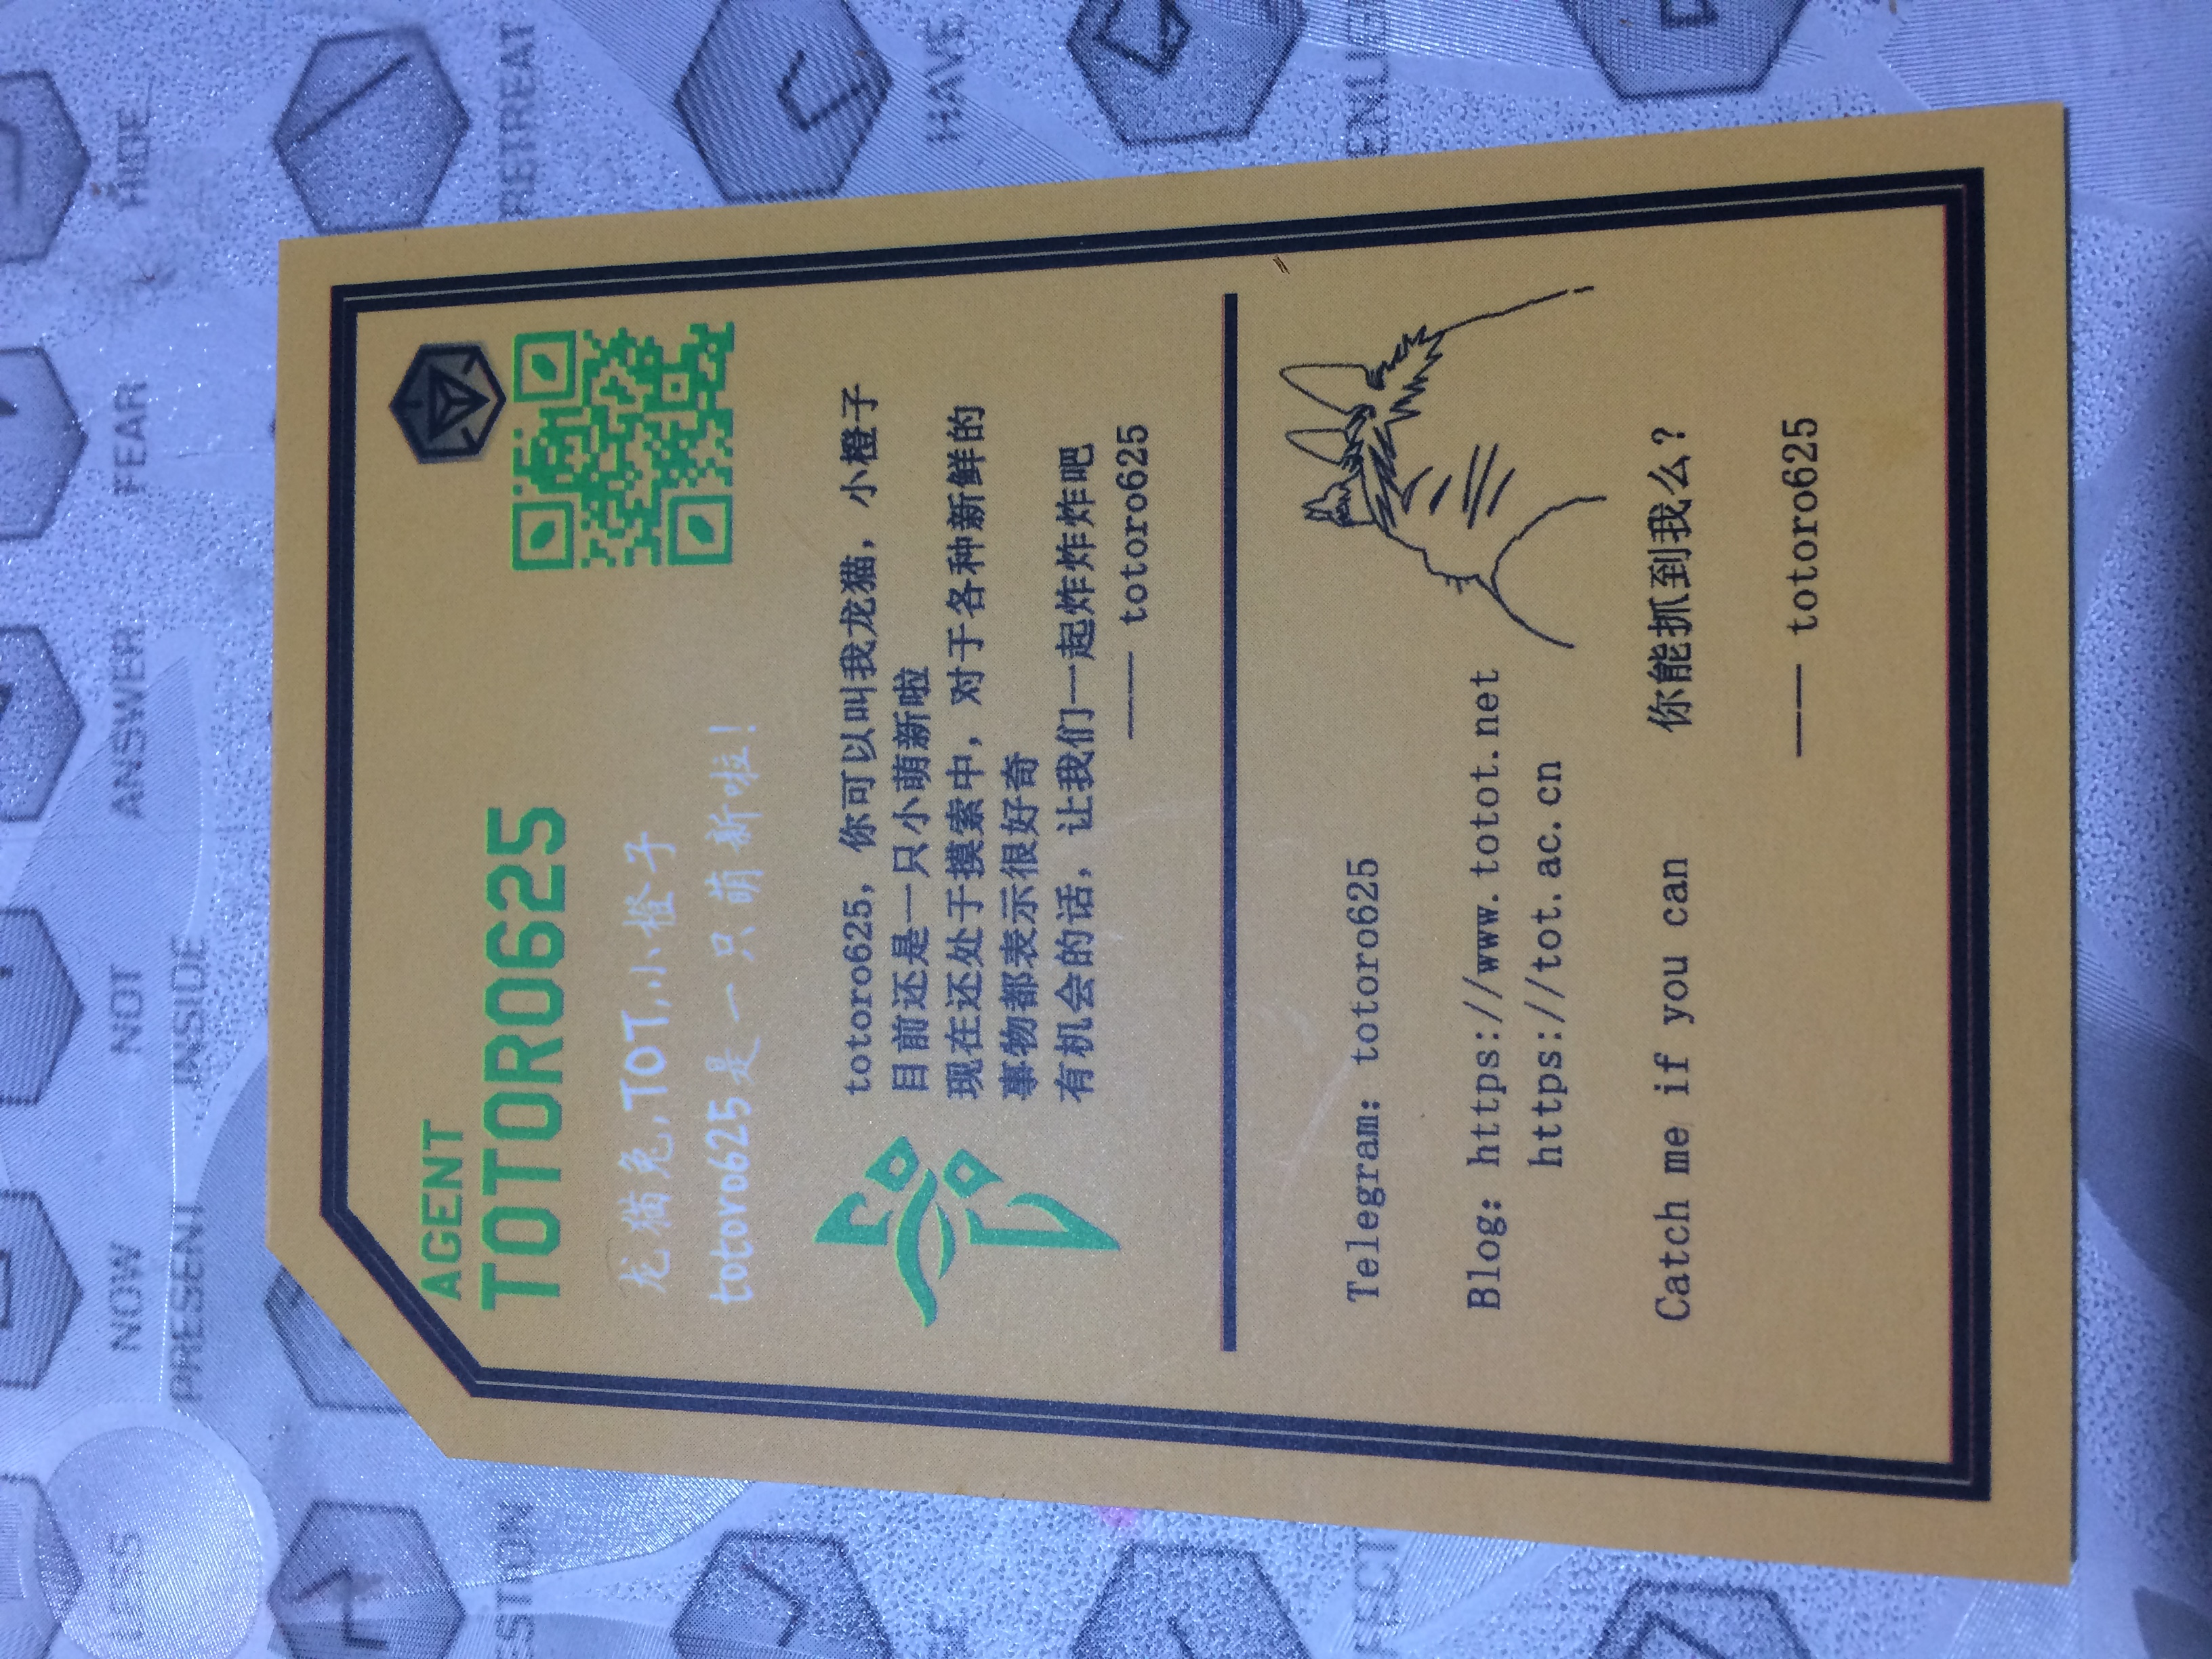 LOSS
NOW PRESENT
NOT INSIDE
ANSWER
FEAR
HIDE
RETREAT
HAVE
AGENT
TOTORO625
龙猫兔,TOT,小橙子
totoro625是一只萌新啦!
totoro625，你可以叫我龙猫，小橙子
目前还是一只小萌新啦
现在还处于摸索中，对于各种新鲜的
事物都表示很好奇
有机会的话，让我们一起炸炸炸吧
—— totoro625
Telegram： totoro625
Blog：https://www.totot.net
https://tot.ac.cn
Catch me if you can 你能抓到我么？
—— totoro625